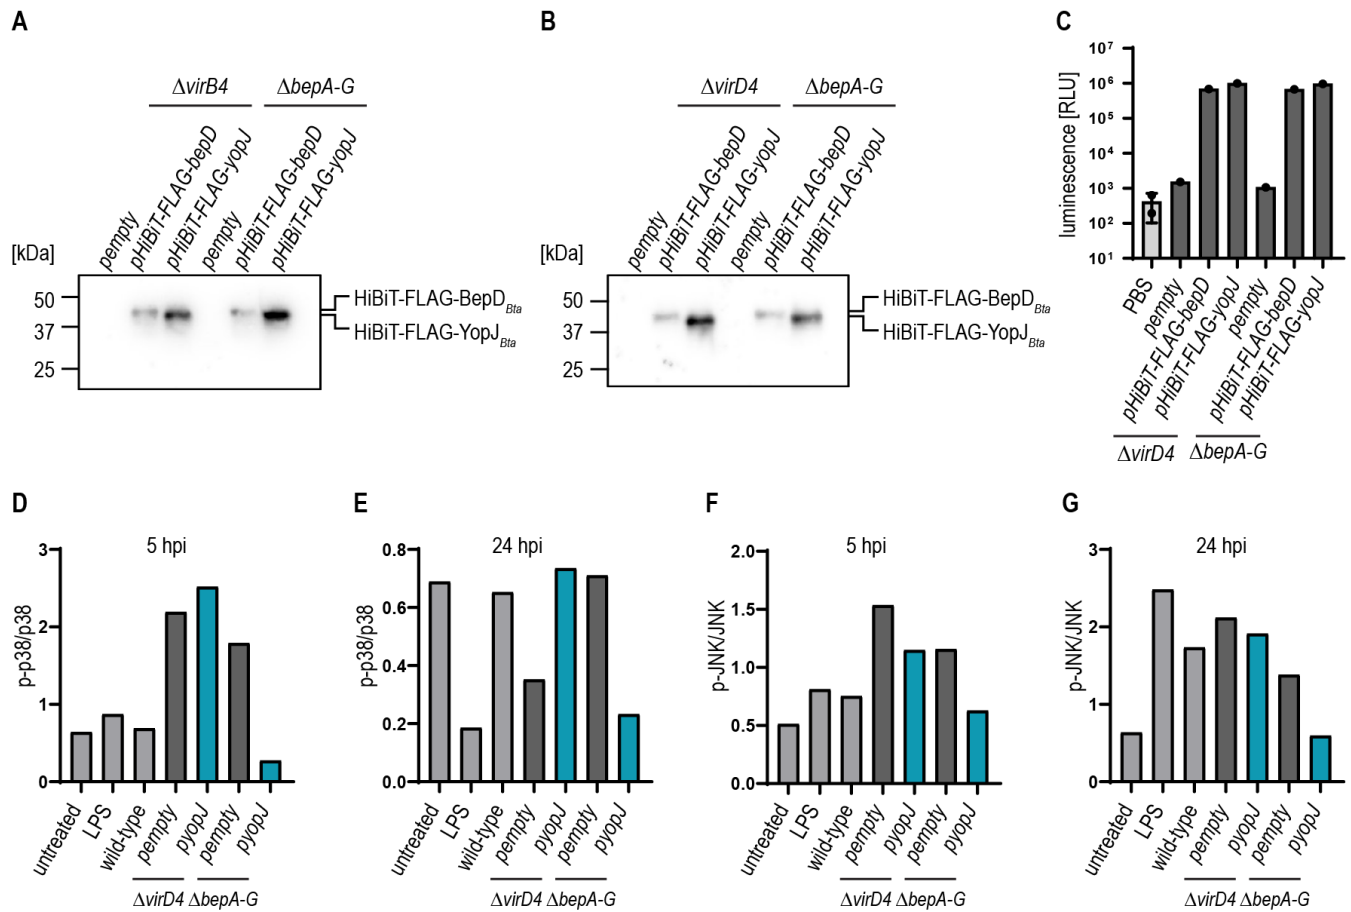 A
ΔvirB4
ΔbepA-G
pempty
pHiBiT-FLAG-bepD
pHiBiT-FLAG-yopJ
pempty
pHiBiT-FLAG-bepD
pHiBiT-FLAG-yopJ
[kDa]
50
37
25
HiBiT-FLAG-BepDBta
HiBiT-FLAG-YopJBta
B
ΔvirD4
ΔbepA-G
pempty
pHiBiT-FLAG-bepD
pHiBiT-FLAG-yopJ
pempty
pHiBiT-FLAG-bepD
pHiBiT-FLAG-yopJ
[kDa]
50
37
25
HiBiT-FLAG-BepDBta
HiBiT-FLAG-YopJBta
C
luminescence [RLU]
10⁷
10⁶
10⁵
10⁴
10³
10²
10¹
PBS
pempty
pHiBiT-FLAG-bepD
pHiBiT-FLAG-yopJ
pempty
pHiBiT-FLAG-bepD
pHiBiT-FLAG-yopJ
ΔvirD4
ΔbepA-G
D
5 hpi
p-p38/p38
3
2
1
0
untreated
LPS
wild-type
pempty
pyopJ
pempty
pyopJ
ΔvirD4 ΔbepA-G
E
24 hpi
p-p38/p38
0.8
0.6
0.4
0.2
0.0
untreated
LPS
wild-type
pempty
pyopJ
pempty
pyopJ
ΔvirD4 ΔbepA-G
F
5 hpi
p-JNK/JNK
2.0
1.5
1.0
0.5
0.0
untreated
LPS
wild-type
pempty
pyopJ
pempty
pyopJ
ΔvirD4 ΔbepA-G
G
24 hpi
p-JNK/JNK
3
2
1
0
untreated
LPS
wild-type
pempty
pyopJ
pempty
pyopJ
ΔvirD4 ΔbepA-G